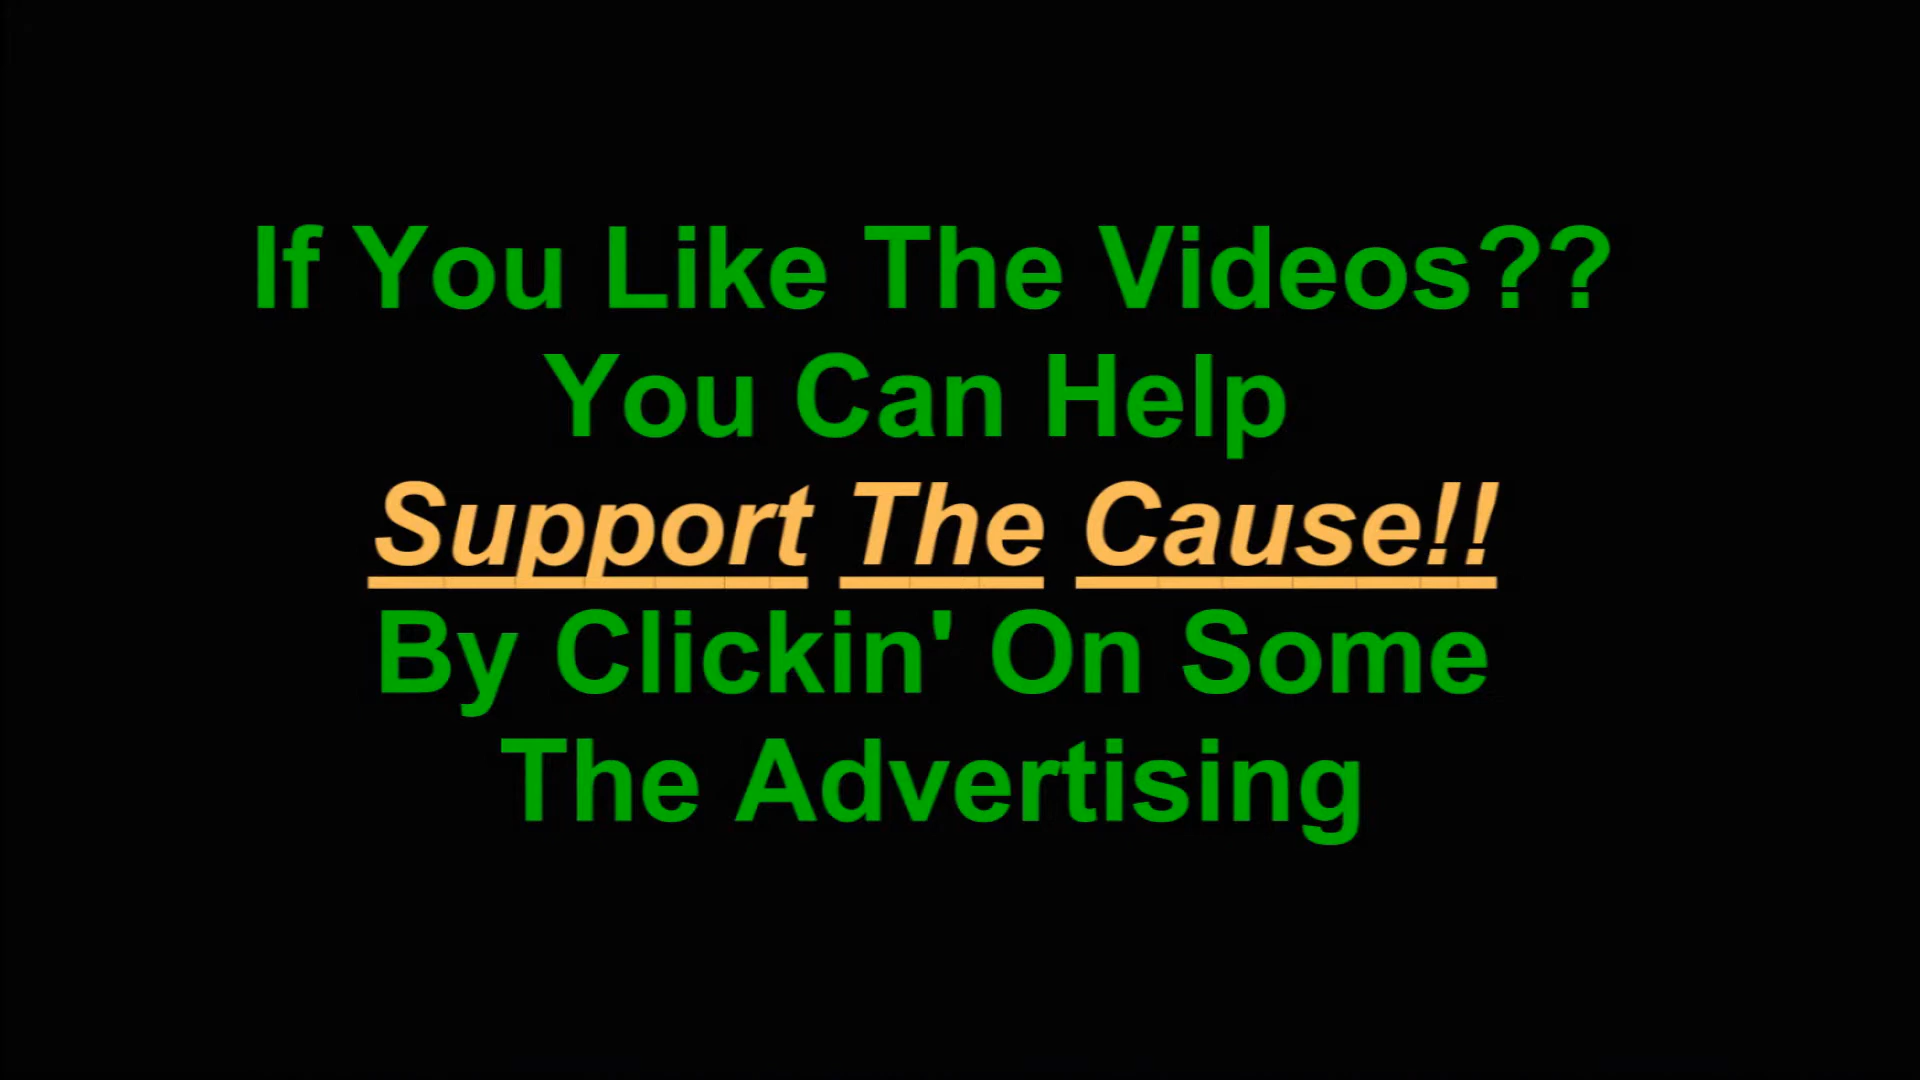 If You Like The Videos??
You Can Help
Support The Cause!!
By Clickin' On Some
The Advertising